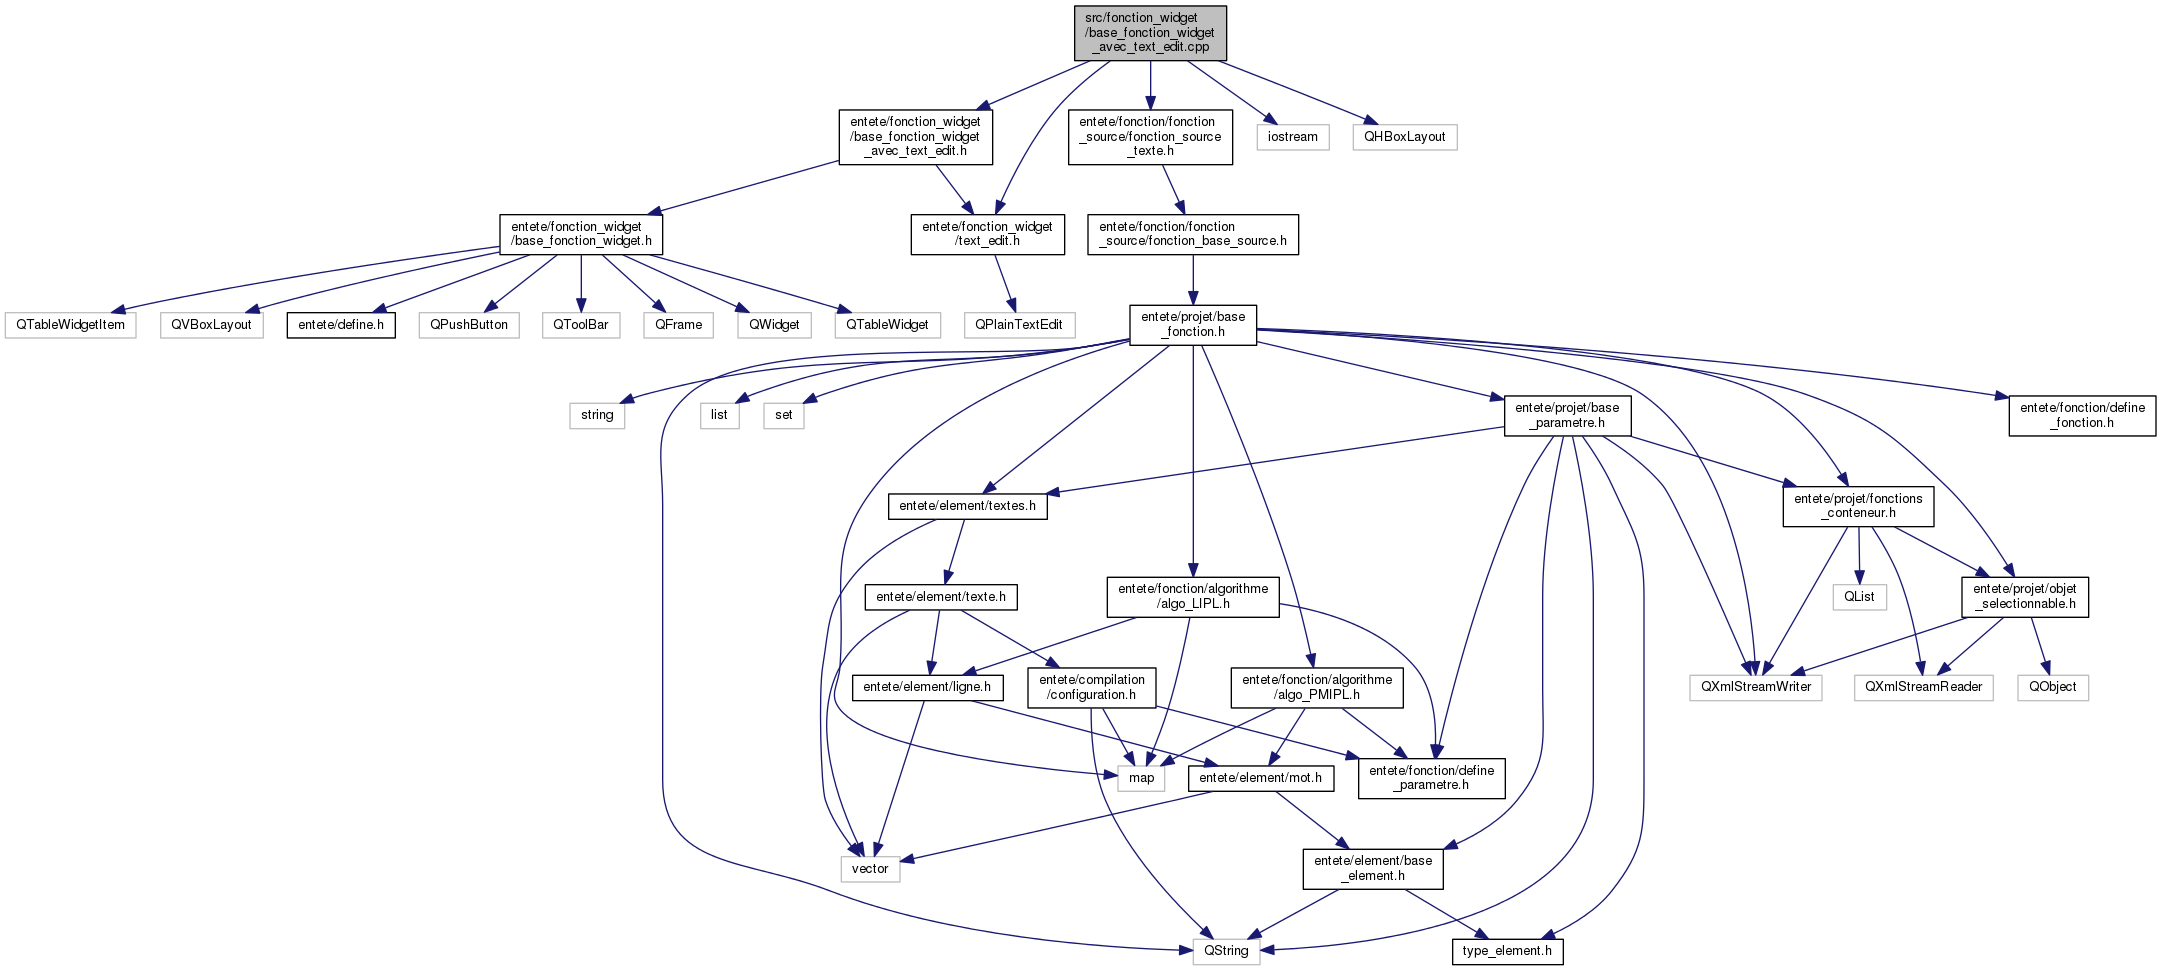 src/fonction_widget
/base_fonction_widget
_avec_text_edit.cpp
entete/fonction_widget
/base_fonction_widget
_avec_text_edit.h
entete/fonction/fonction
_source/fonction_source
_texte.h
iostream
QHBoxLayout
entete/fonction_widget
/base_fonction_widget.h
entete/fonction_widget
/text_edit.h
entete/fonction/fonction
_source/fonction_base_source.h
QTableWidgetItem
QVBoxLayout
entete/define.h
QPushButton
QToolBar
QFrame
QWidget
QTableWidget
QPlainTextEdit
entete/projet/base
_fonction.h
string
list
set
entete/projet/base
_parametre.h
entete/fonction/define
_fonction.h
entete/element/textes.h
entete/projet/fonctions
_conteneur.h
entete/element/texte.h
entete/fonction/algorithme
/algo_LIPL.h
QList
entete/projet/objet
_selectionnable.h
entete/element/ligne.h
entete/compilation
/configuration.h
entete/fonction/algorithme
/algo_PMIPL.h
QXmlStreamWriter
QXmlStreamReader
QObject
map
entete/element/mot.h
entete/fonction/define
_parametre.h
vector
entete/element/base
_element.h
QString
type_element.h